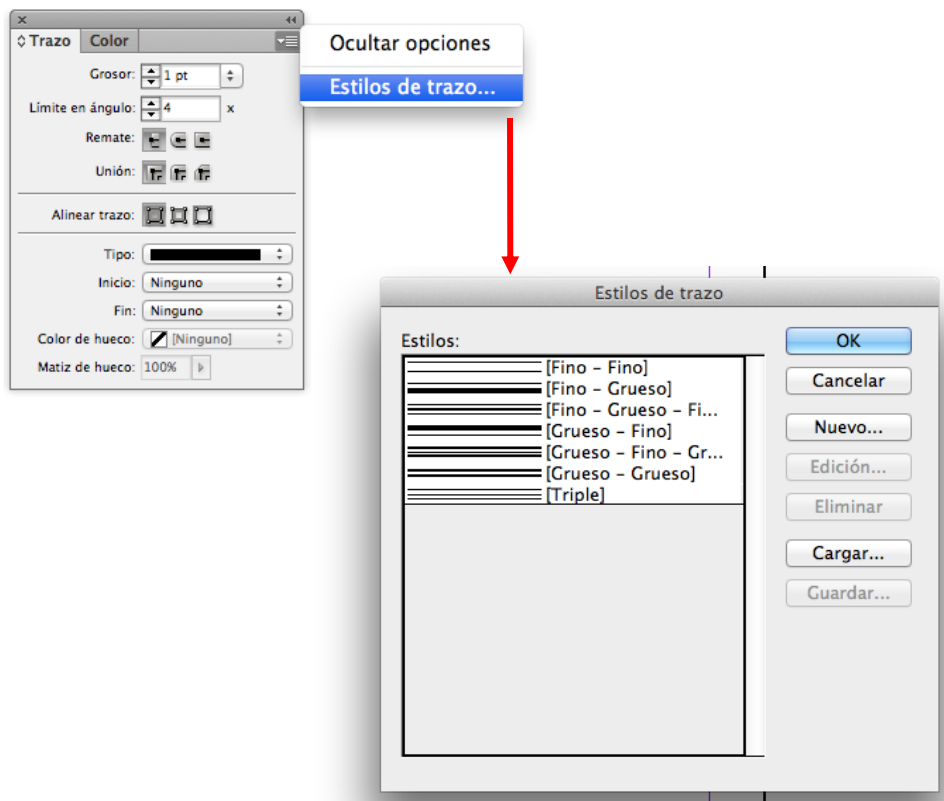 Trazo Color
Ocultar opciones
Estilos de trazo...
Grosor: 1 pt
Límite en ángulo: 4 x
Remate:
Unión:
Alinear trazo:
Tipo:
Inicio: Ninguno
Fin: Ninguno
Color de hueco: [Ninguno]
Matiz de hueco: 100%
Estilos de trazo
Estilos:
[Fino – Fino]
[Fino – Grueso]
[Fino – Grueso – Fi...
[Grueso – Fino]
[Grueso – Fino – Gr...
[Grueso – Grueso]
[Triple]
OK
Cancelar
Nuevo...
Edición...
Eliminar
Cargar...
Guardar...